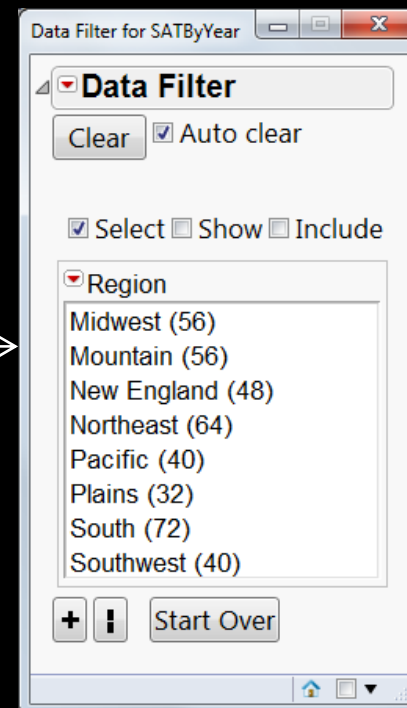 Data Filter for SATByYear
Data Filter
Clear Auto clear
Select Show Include
Region
Midwest (56)
Mountain (56)
New England (48)
Northeast (64)
Pacific (40)
Plains (32)
South (72)
Southwest (40)
Start Over